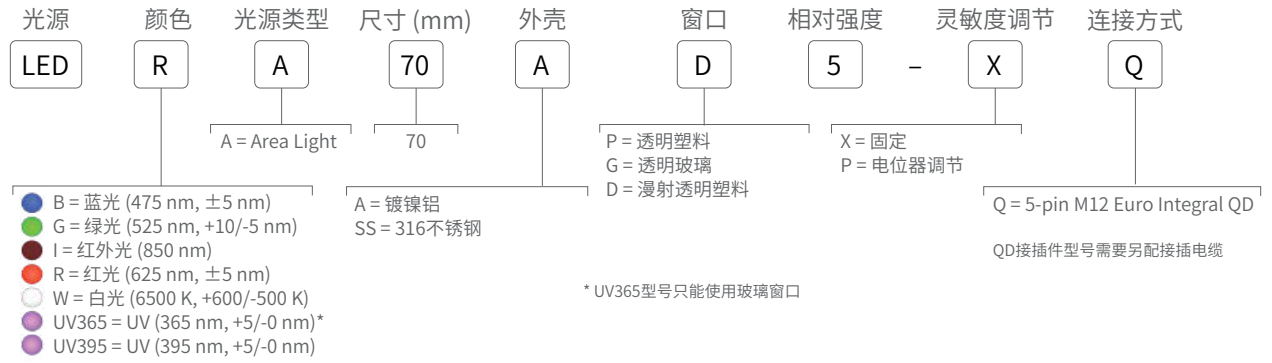 光源 颜色 光源类型 尺寸 (mm) 外壳 窗口 相对强度 灵敏度调节 连接方式
LED R A 70 A D 5 – X Q
A = Area Light
70
P = 透明塑料
G = 透明玻璃
D = 漫射透明塑料
X = 固定
P = 电位器调节
B = 蓝光 (475 nm, ±5 nm)
G = 绿光 (525 nm, +10/-5 nm)
I = 红外光 (850 nm)
R = 红光 (625 nm, ±5 nm)
W = 白光 (6500 K, +600/-500 K)
UV365 = UV (365 nm, +5/-0 nm)*
UV395 = UV (395 nm, +5/-0 nm)
A = 镀镍铝
SS = 316不锈钢
Q = 5-pin M12 Euro Integral QD
QD接插件型号需要另配接插电缆
* UV365型号只能使用玻璃窗口